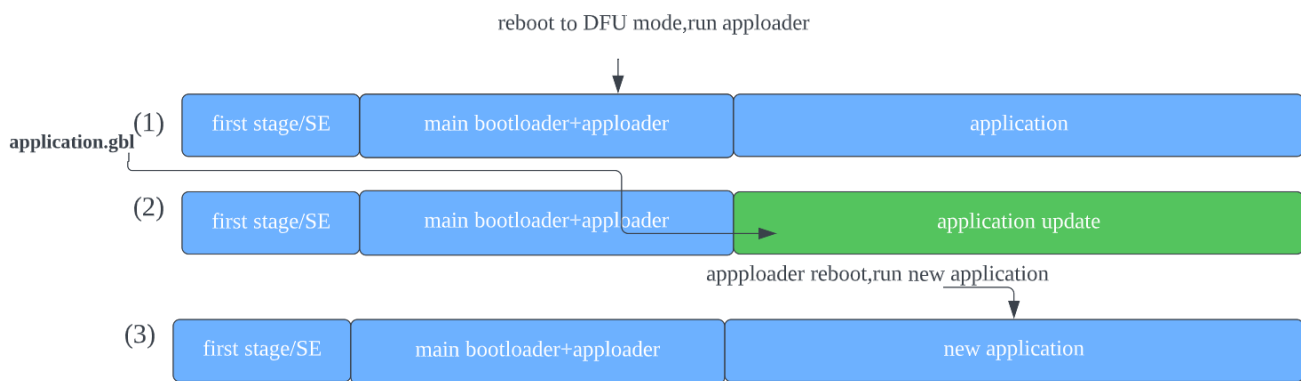 reboot to DFU mode,run apploader
(1)
first stage/SE
main bootloader+apploader
application
application.gbl
(2)
first stage/SE
main bootloader+apploader
application update
appploader reboot,run new application
(3)
first stage/SE
main bootloader+apploader
new application